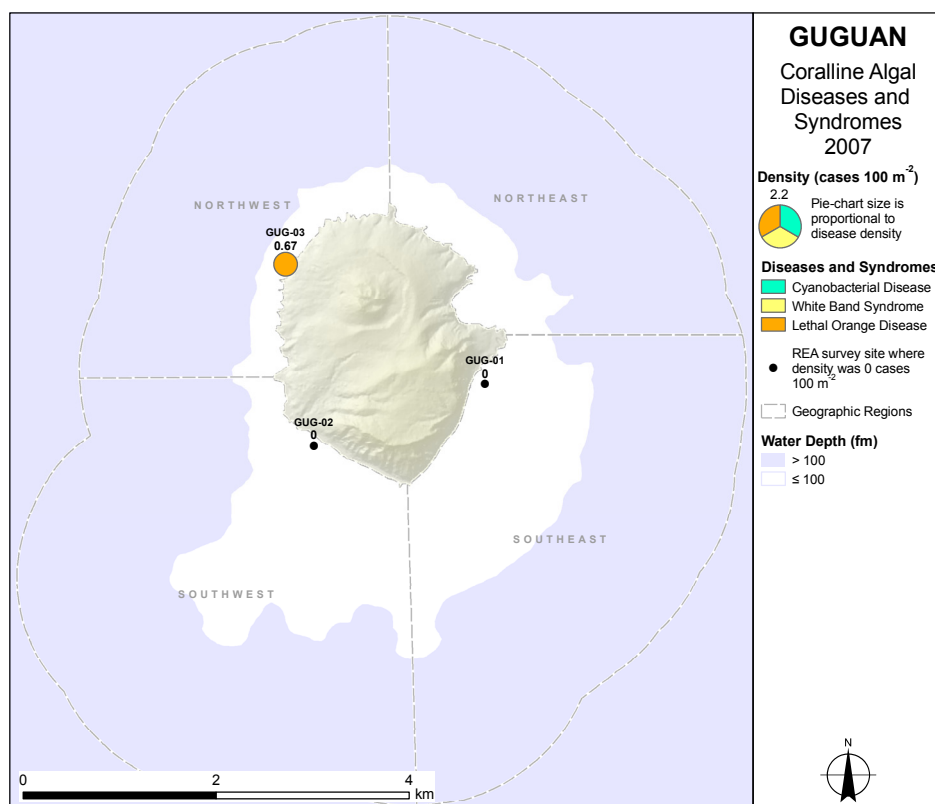 GUGUAN
Coralline Algal
Diseases and
Syndromes
2007
Density (cases 100 m⁻²)
2.2
Pie-chart size is
proportional to
disease density
Diseases and Syndromes
Cyanobacterial Disease
White Band Syndrome
Lethal Orange Disease
REA survey site where
density was 0 cases
100 m⁻²
Geographic Regions
Water Depth (fm)
> 100
≤ 100
N
NORTHWEST
NORTHEAST
GUG-03
0.67
GUG-01
0
GUG-02
0
SOUTHEAST
SOUTHWEST
0 2 4
km